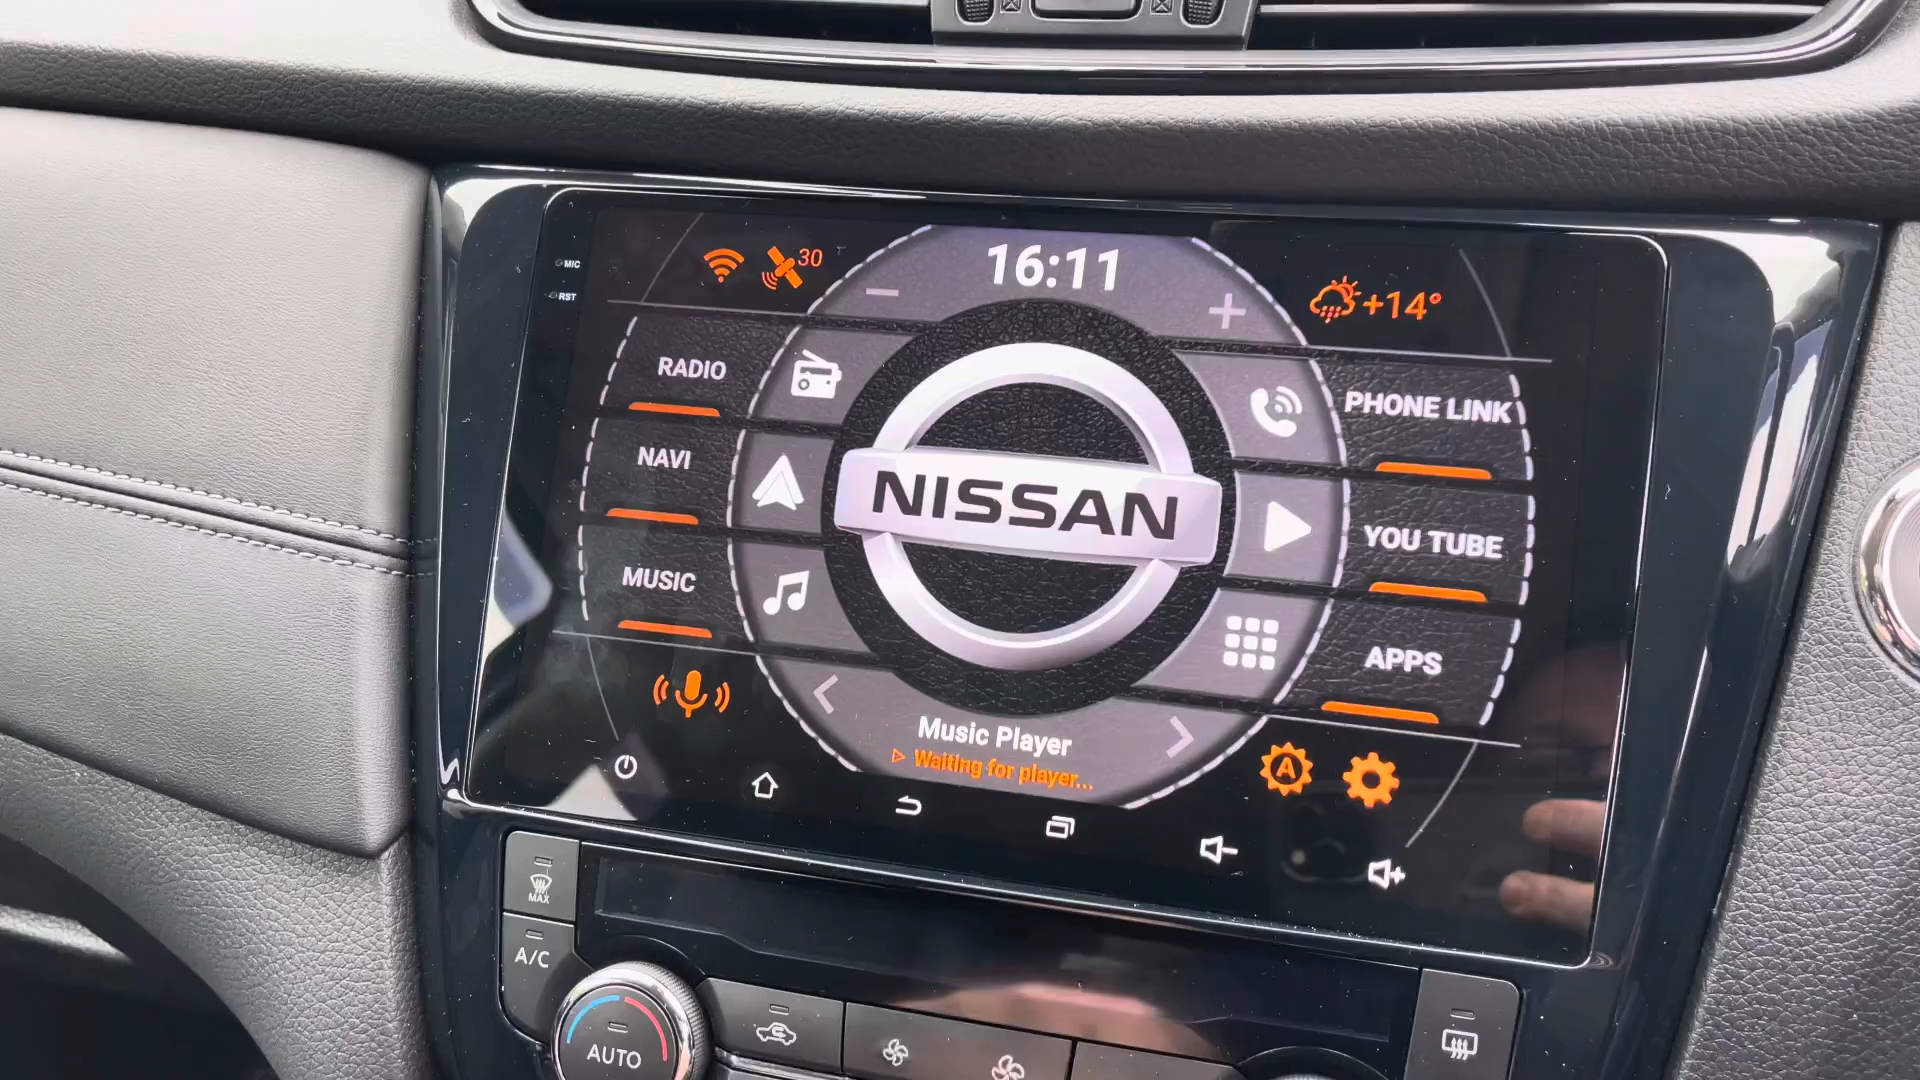 MIC
RST
30
16:11
+14°
RADIO
NAVI
MUSIC
NISSAN
PHONE LINK
YOU TUBE
APPS
Music Player
Waiting for player...
A
MAX
A/C
AUTO